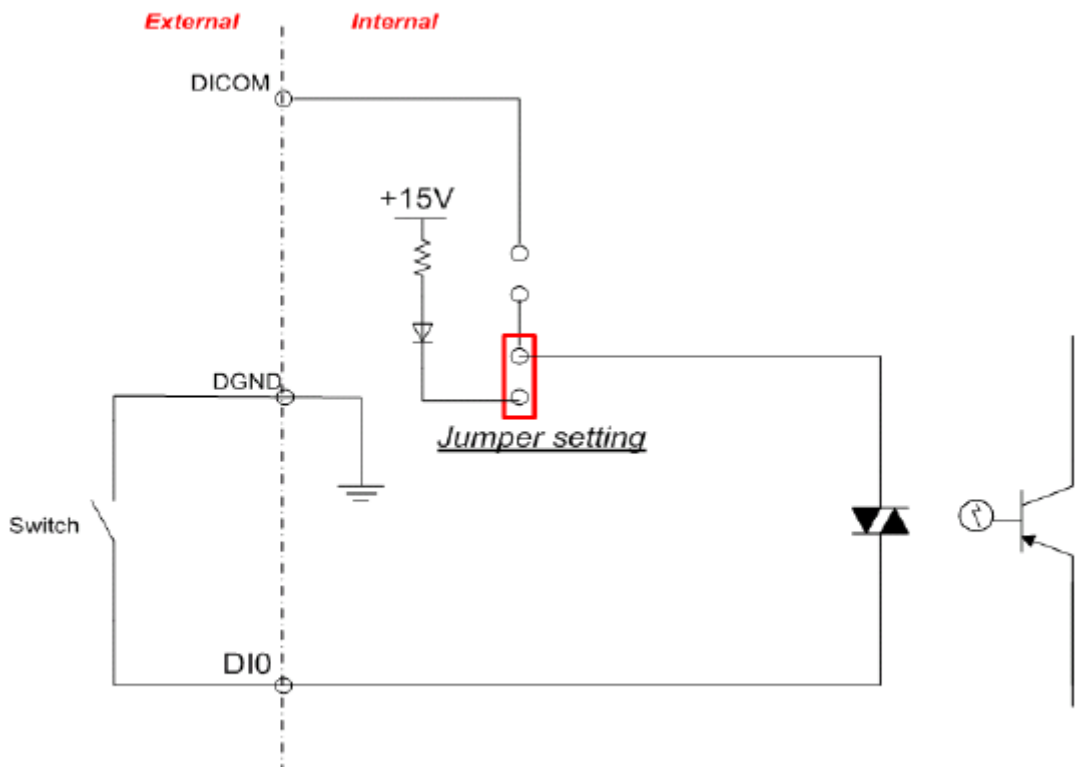 External Internal
DICOM
+15V
DGND
Jumper setting
Switch
DI0